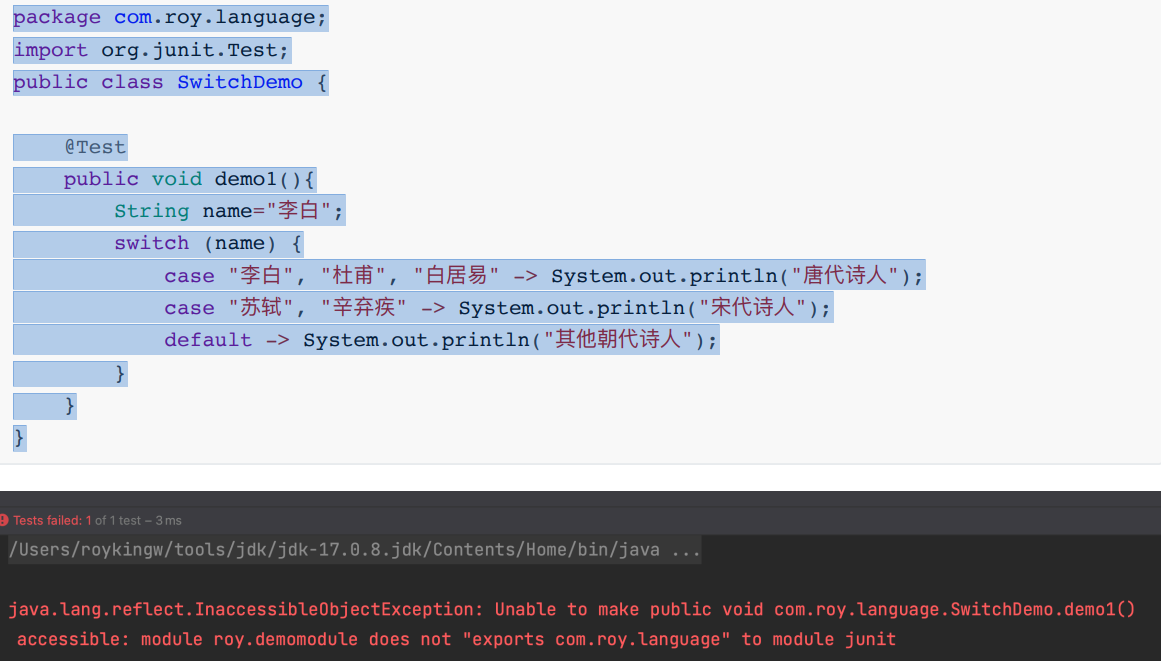 package com.roy.language;
import org.junit.Test;
public class SwitchDemo {
@Test
public void demo1(){
String name="李白";
switch (name) {
case "李白", "杜甫", "白居易" -> System.out.println("唐代诗人");
case "苏轼", "辛弃疾" -> System.out.println("宋代诗人");
default -> System.out.println("其他朝代诗人");
}
}
}
Tests failed: 1 of 1 test – 3 ms
/Users/roykingw/tools/jdk/jdk-17.0.8.jdk/Contents/Home/bin/java ...
java.lang.reflect.InaccessibleObjectException: Unable to make public void com.roy.language.SwitchDemo.demo1()
accessible: module roy.demomodule does not "exports com.roy.language" to module junit